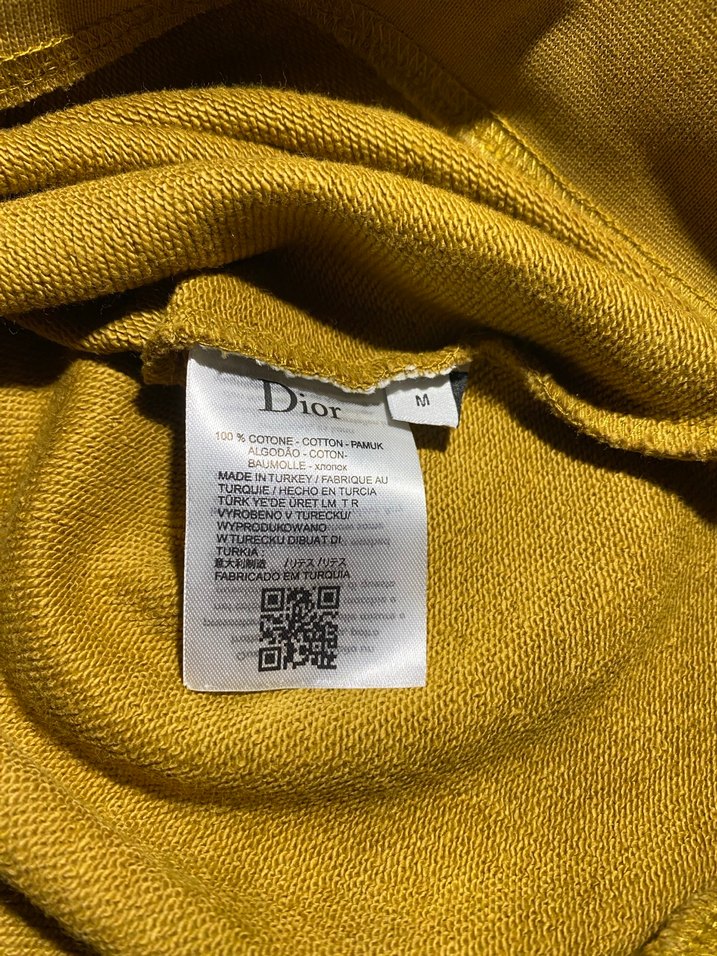 Dior
M
100 % COTONE - COTTON - PAMUK
ALGODÃO - COTON-
BAUMOLLE - хлопок
MADE IN TURKEY / FABRIQUE AU
TURQUIE / HECHO EN TURCIA
TÜRK YE'DE ÜRET LM T R
VYROBENO V TURECKU/
WYPRODUKOWANO
W TURECKU DIBUAT DI
TURKIA
意大利制造 /リテス /リテス
FABRICADO EM TURQUIA